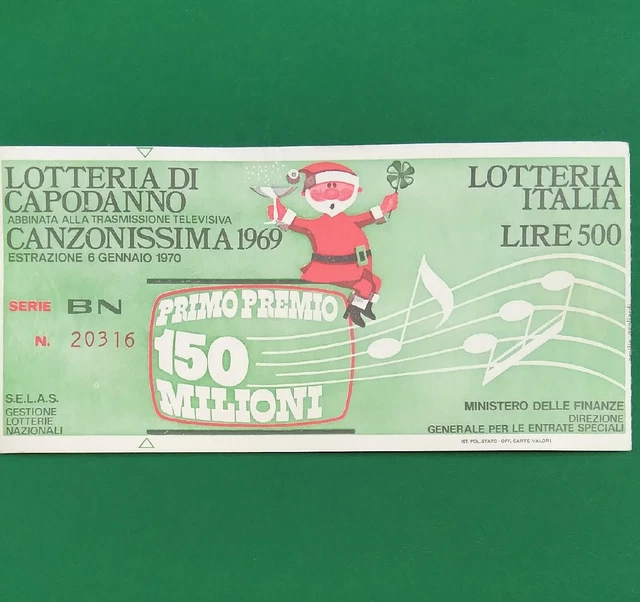 LOTTERIA DI
CAPODANNO
ABBINATA ALLA TRASMISSIONE TELEVISIVA
CANZONISSIMA 1969
ESTRAZIONE 6 GENNAIO 1970
LOTTERIA
ITALIA
LIRE 500
SERIE BN
N. 20316
PRIMO PREMIO
150
MILIONI
S.E.L.A.S.
GESTIONE
LOTTERIE
NAZIONALI
MINISTERO DELLE FINANZE
DIREZIONE
GENERALE PER LE ENTRATE SPECIALI
IST. POL. STATO - OFF. CARTE VALORI